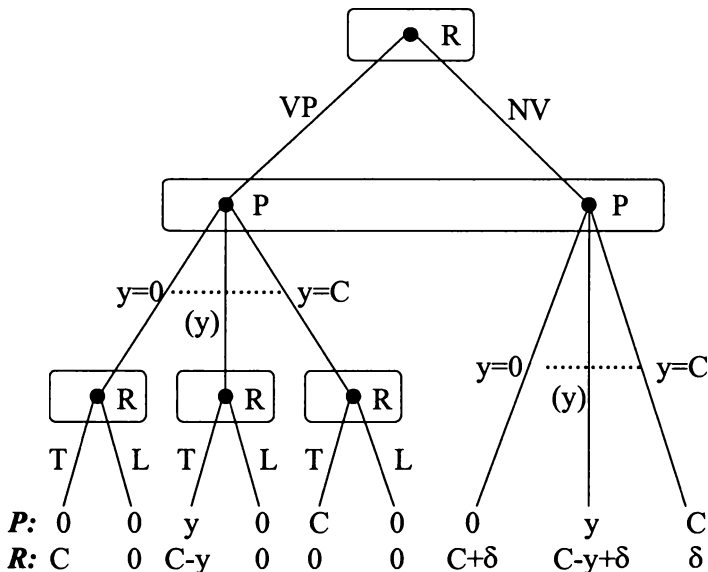 R
VP NV
P P
y=0 y=C
(y)
y=0 y=C
(y)
R R R
T L T L T L
P: 0 0 y 0 C 0 0 y C
R: C 0 C-y 0 0 0 C+δ C-y+δ δ